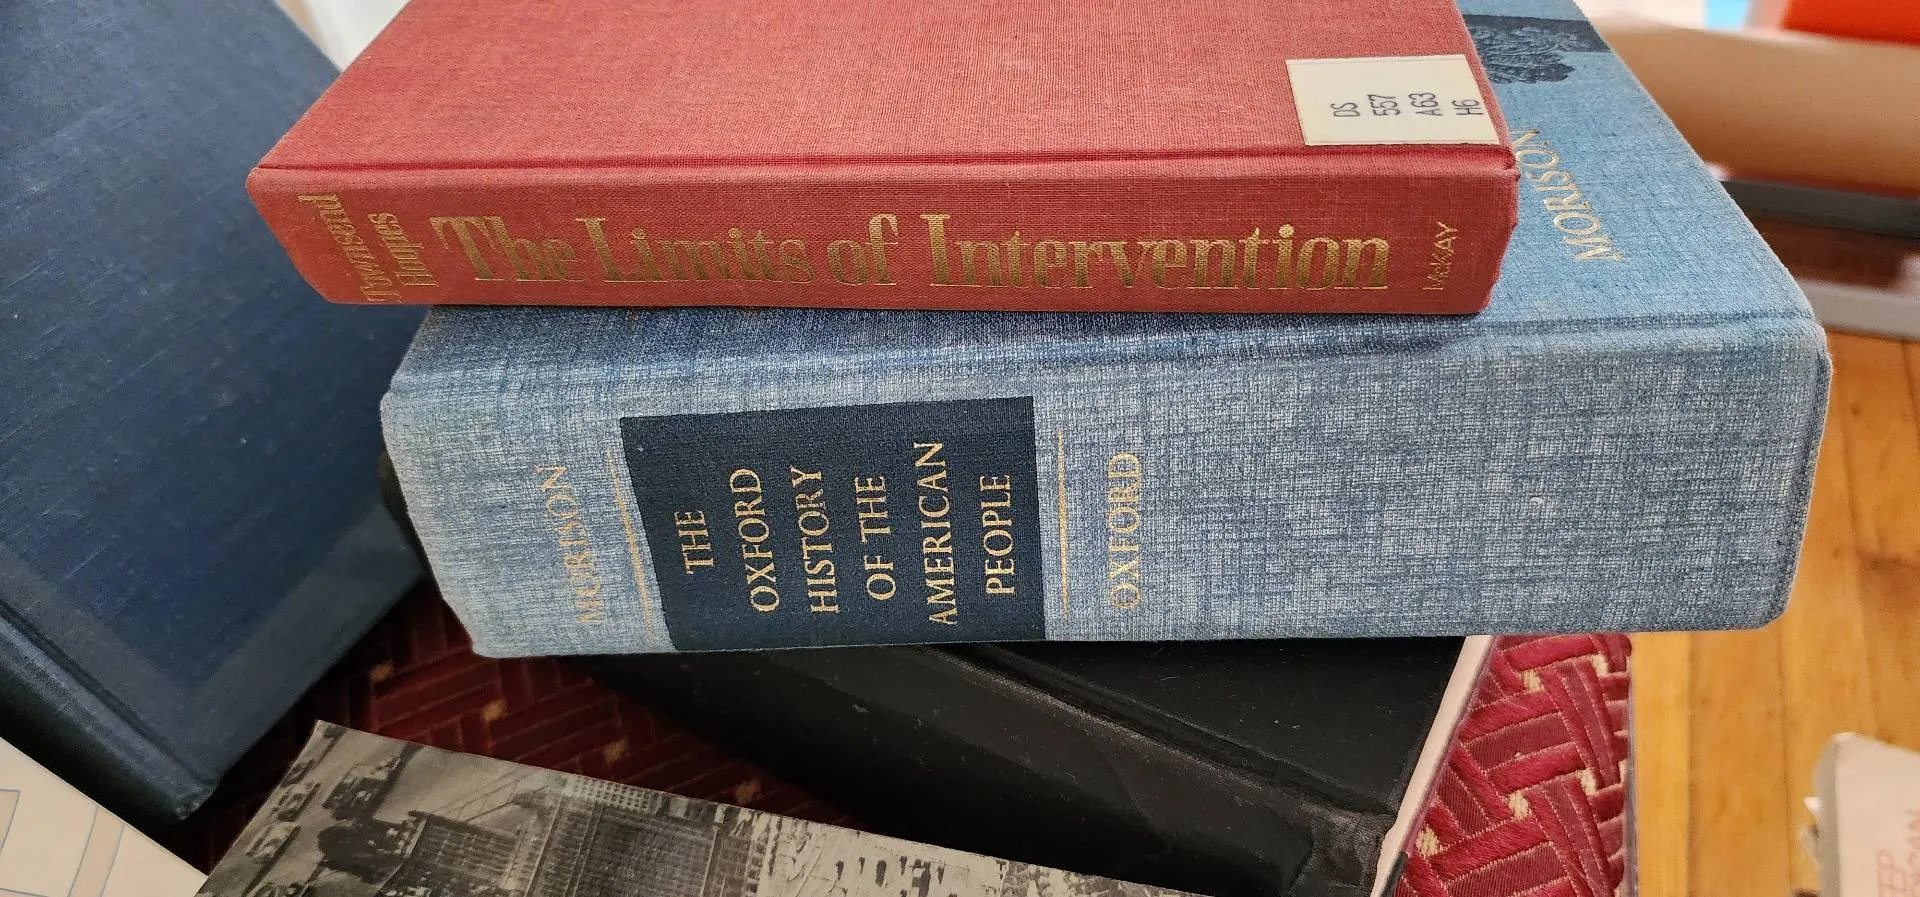 DS
557
A63
H6
Townsend
Hoopes
The Limits of Intervention
McKAY
MORISON
MORISON
THE
OXFORD
HISTORY
OF THE
AMERICAN
PEOPLE
OXFORD